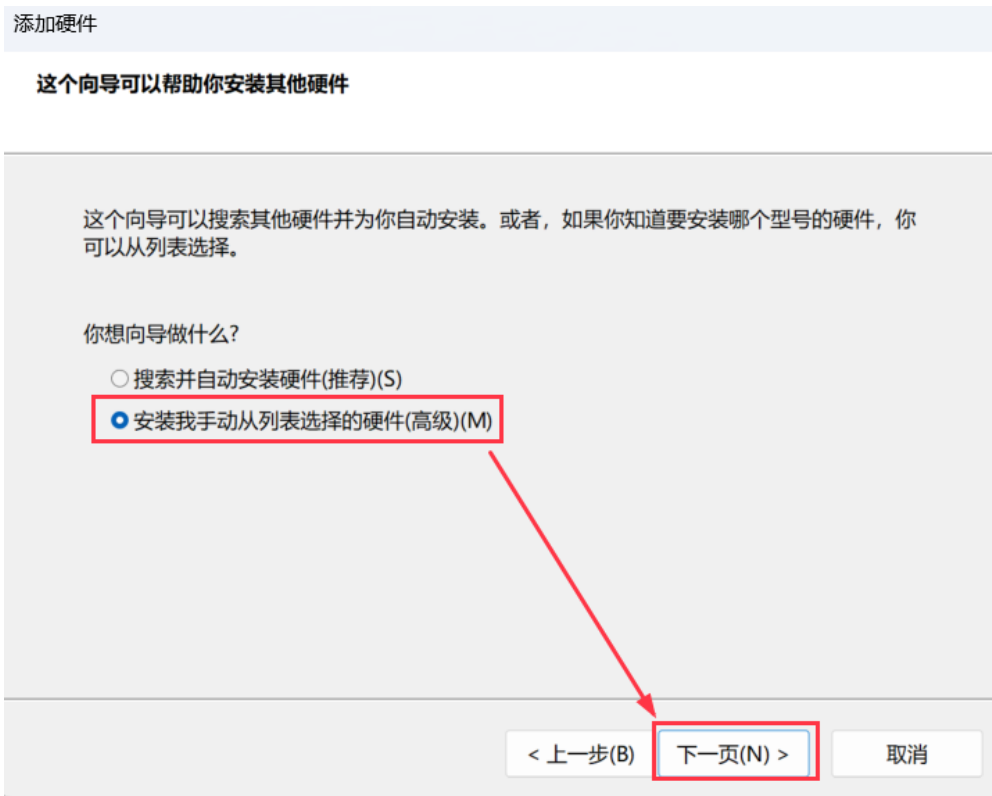 添加硬件
这个向导可以帮助你安装其他硬件
这个向导可以搜索其他硬件并为你自动安装。或者，如果你知道要安装哪个型号的硬件，你
可以从列表选择。
你想向导做什么?
搜索并自动安装硬件(推荐)(S)
安装我手动从列表选择的硬件(高级)(M)
< 上一步(B) 下一页(N) > 取消